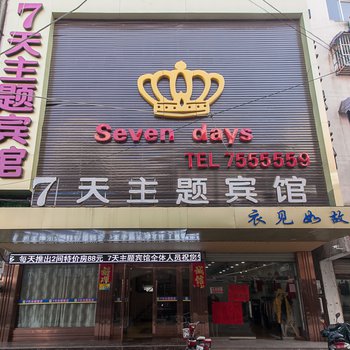 7天主题宾馆
Seven days
TEL 7555559
7天主题宾馆
衣见如故
每天推出2间特价房88元 7天主题宾馆全体人员祝您